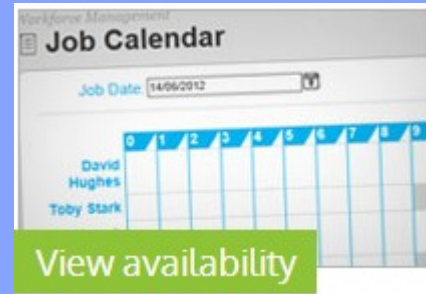 Workforce Management
Job Calendar
Job Date: 14/06/2012
0 1 2 3 4 5 6 7 8 9
David
Hughes
Toby Stark
View availability